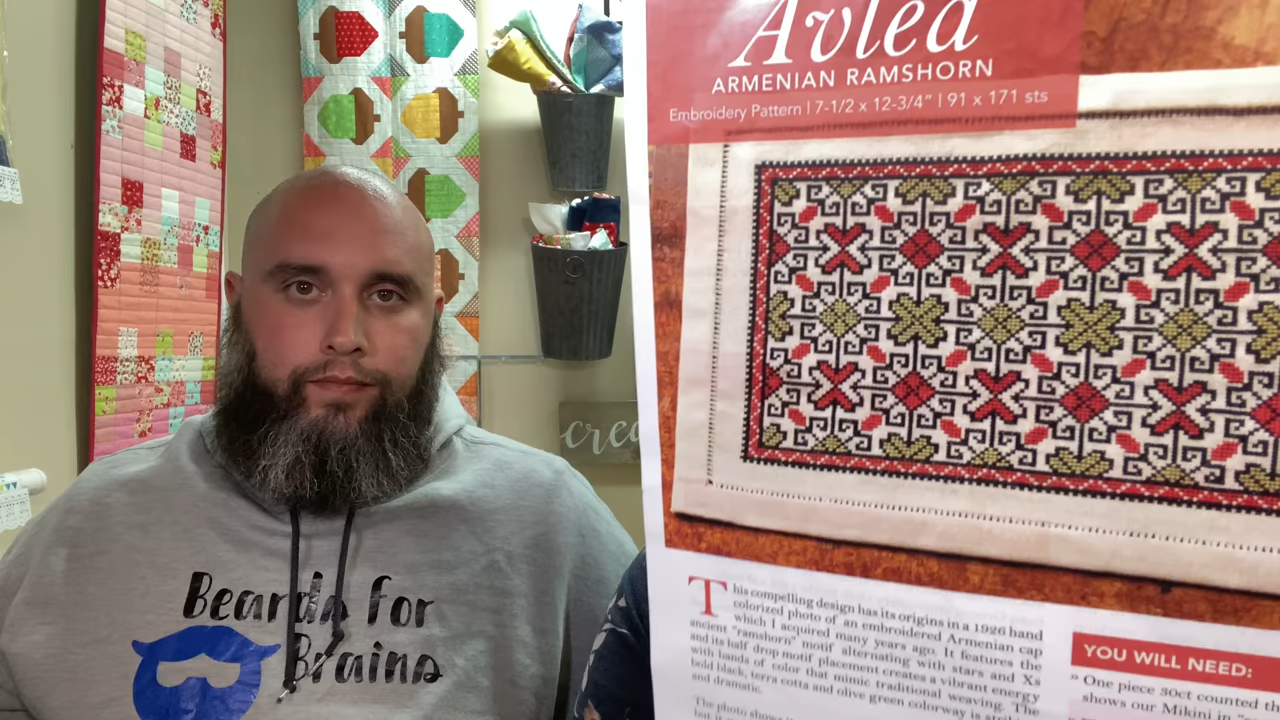 Avled
ARMENIAN RAMSHORN
Embroidery Pattern | 7-1/2 x 12-3/4" | 91 x 171 sts
crea
Beards for
Brains
This compelling design has its origins in a 1926 hand
colorized photo of an embroidered Armenian cap
which I acquired many years ago. It features the
ancient "ramshorn" motif alternating with stars and Xs
and its half drop motif placement creates a vibrant energy
with bands of color that mimic traditional weaving. The
bold black, terra cotta and olive green colorway is
and dramatic.
The photo shows
YOU WILL NEED:
» One piece 30ct counted
shows our Mikini in